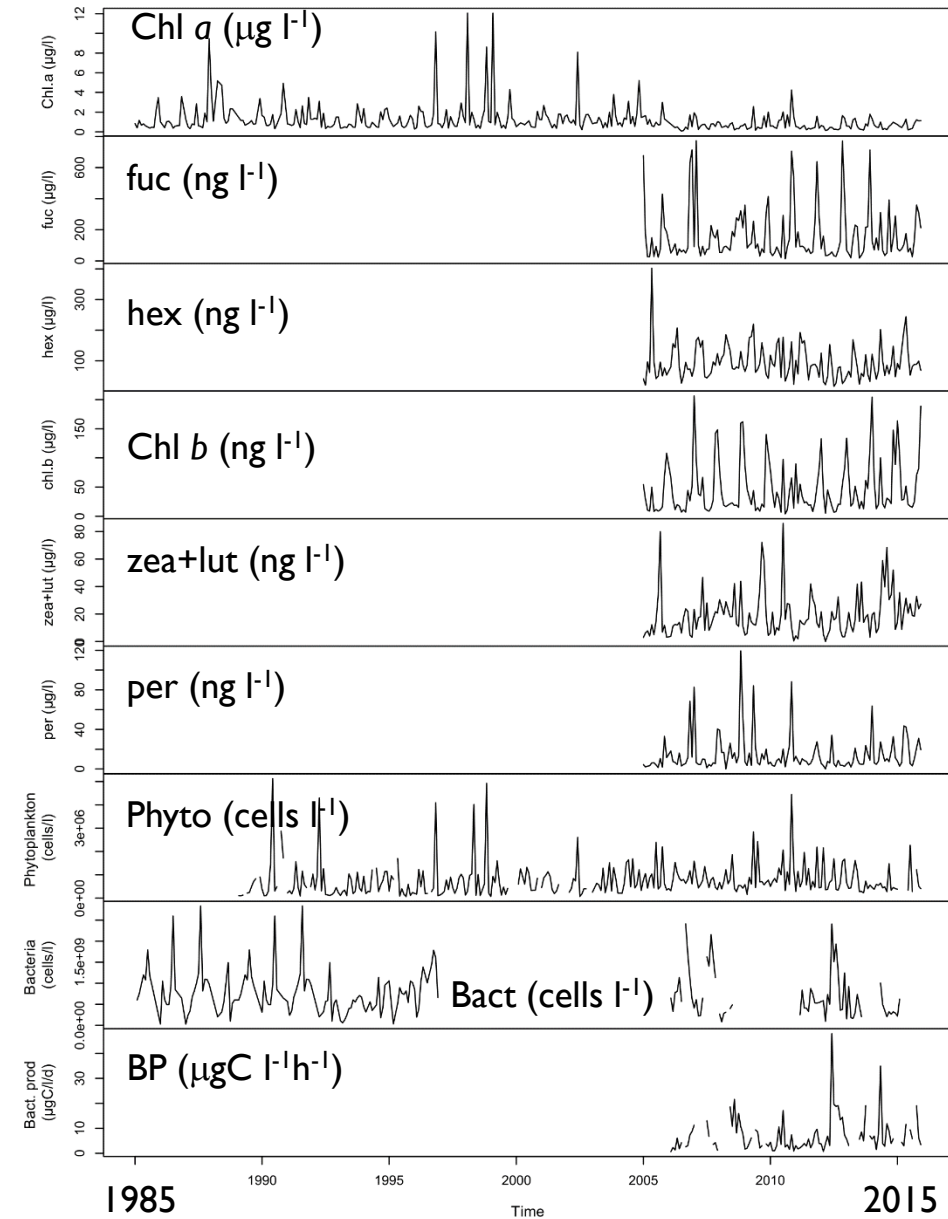 Chl a (μg l-1)
Chl.a (µg/l)
0 2 4 6 8 12
fuc (ng l-1)
fuc (µg/l)
0 200 600
hex (ng l-1)
hex (µg/l)
100 300
Chl b (ng l-1)
chl.b (µg/l)
0 50 150
zea+lut (ng l-1)
zea+lut (µg/l)
0 20 40 60 80
per (ng l-1)
per (µg/l)
0 40 80 120
Phyto (cells l-1)
Phytoplankton
(cells/l)
0e+00 3e+06
Bact (cells l-1)
Bacteria
(cells/l)
0.0e+00 1.5e+09
BP (μgC l-1h-1)
Bact. prod
(µgC/l/d)
0 10 30
1985 1990 1995 2000 2005 2010 2015
Time